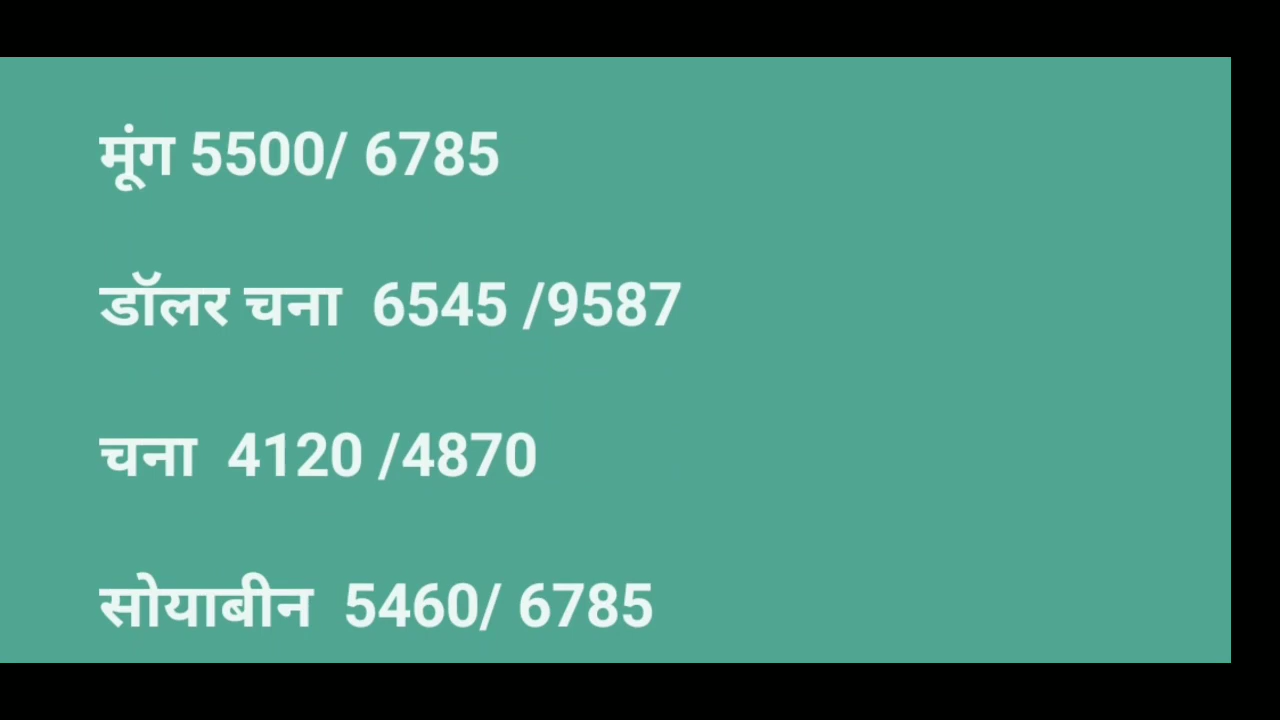 मूंग 5500/ 6785
डॉलर चना 6545 /9587
चना 4120 /4870
सोयाबीन 5460/ 6785